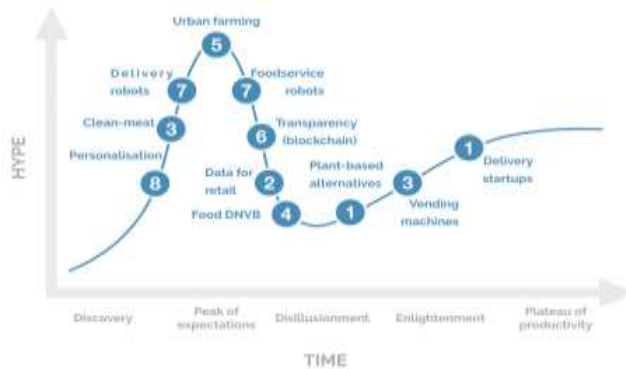 Urban farming
5
Delivery
robots
7
7
Foodservice
robots
Clean-meat
3
6
Transparency
(blockchain)
Personalisation
8
Data for
retail
2
Plant-based
alternatives
3
1
Delivery
startups
Food DNVB
4
1
Vending
machines
HYPE
Discovery
Peak of
expectations
Disillusionment
Enlightenment
Plateau of
productivity
TIME